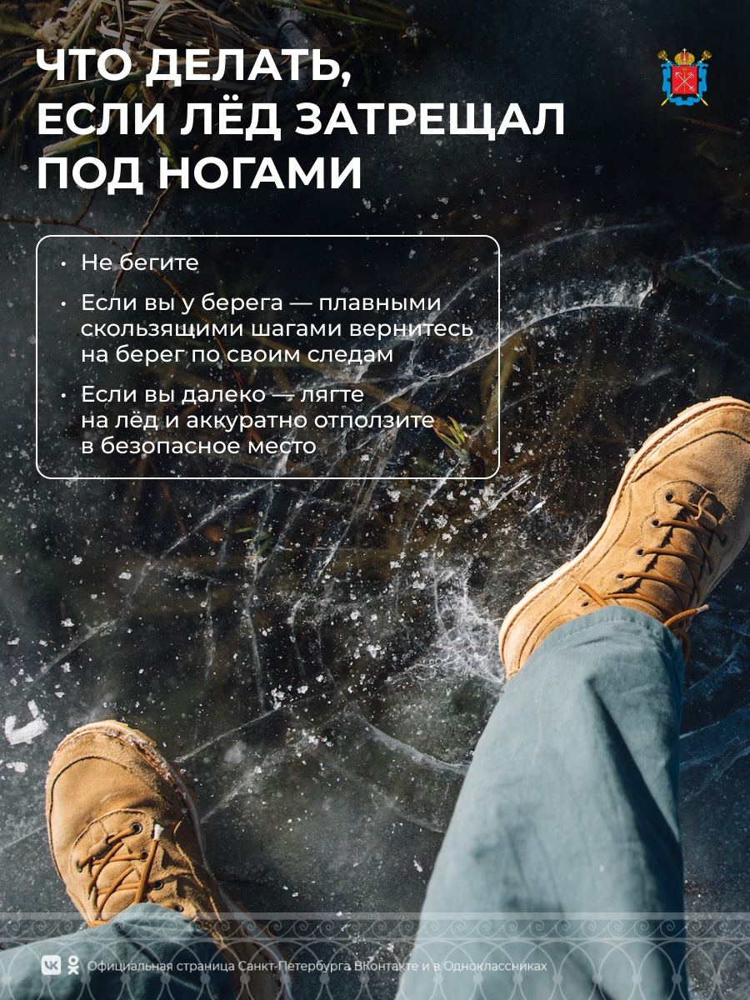 ЧТО ДЕЛАТЬ,
ЕСЛИ ЛЁД ЗАТРЕЩАЛ
ПОД НОГАМИ
• Не бегите
• Если вы у берега — плавными
скользящими шагами вернитесь
на берег по своим следам
• Если вы далеко — лягте
на лёд и аккуратно отползите
в безопасное место
Официальная страница Санкт-Петербурга ВКонтакте и в Одноклассниках